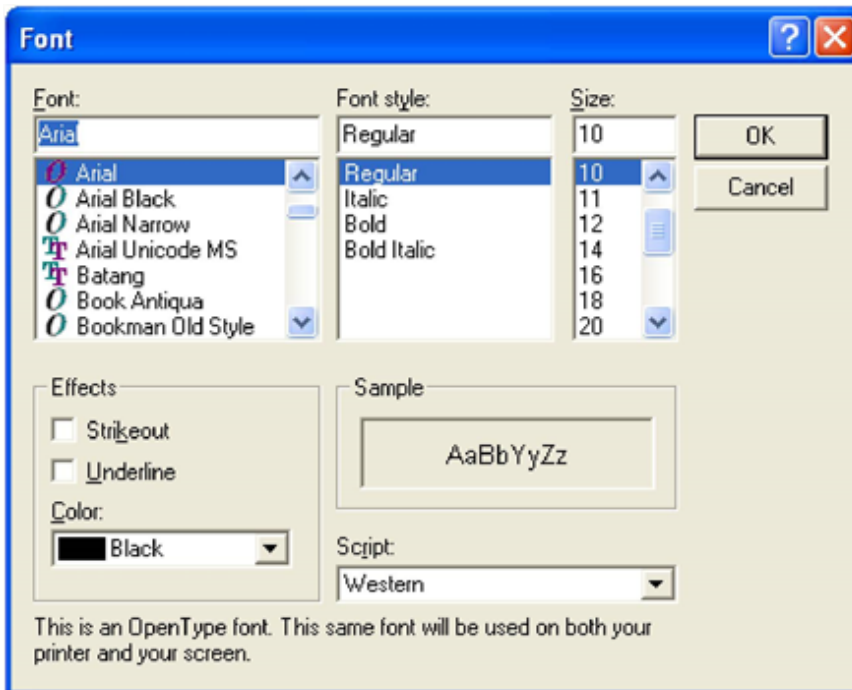 Font
Font:
Arial
Arial
Arial Black
Arial Narrow
Arial Unicode MS
Batang
Book Antiqua
Bookman Old Style
Font style:
Regular
Regular
Italic
Bold
Bold Italic
Size:
10
10
11
12
14
16
18
20
OK
Cancel
Effects
Strikeout
Underline
Color:
Black
Sample
AaBbYyZz
Script:
Western
This is an OpenType font. This same font will be used on both your
printer and your screen.